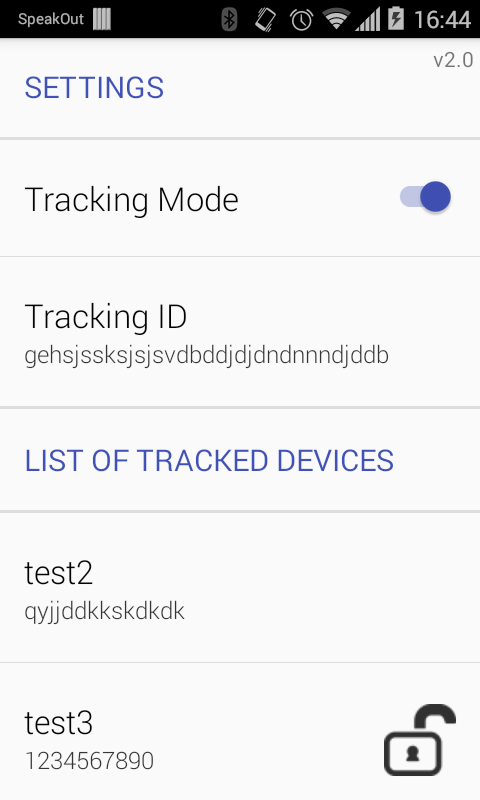 SpeakOut 16:44
v2.0
SETTINGS
Tracking Mode
Tracking ID
gehsjssksjsjsvdbddjdjdndnnndjddb
LIST OF TRACKED DEVICES
test2
qyjjddkkskdkdk
test3
1234567890